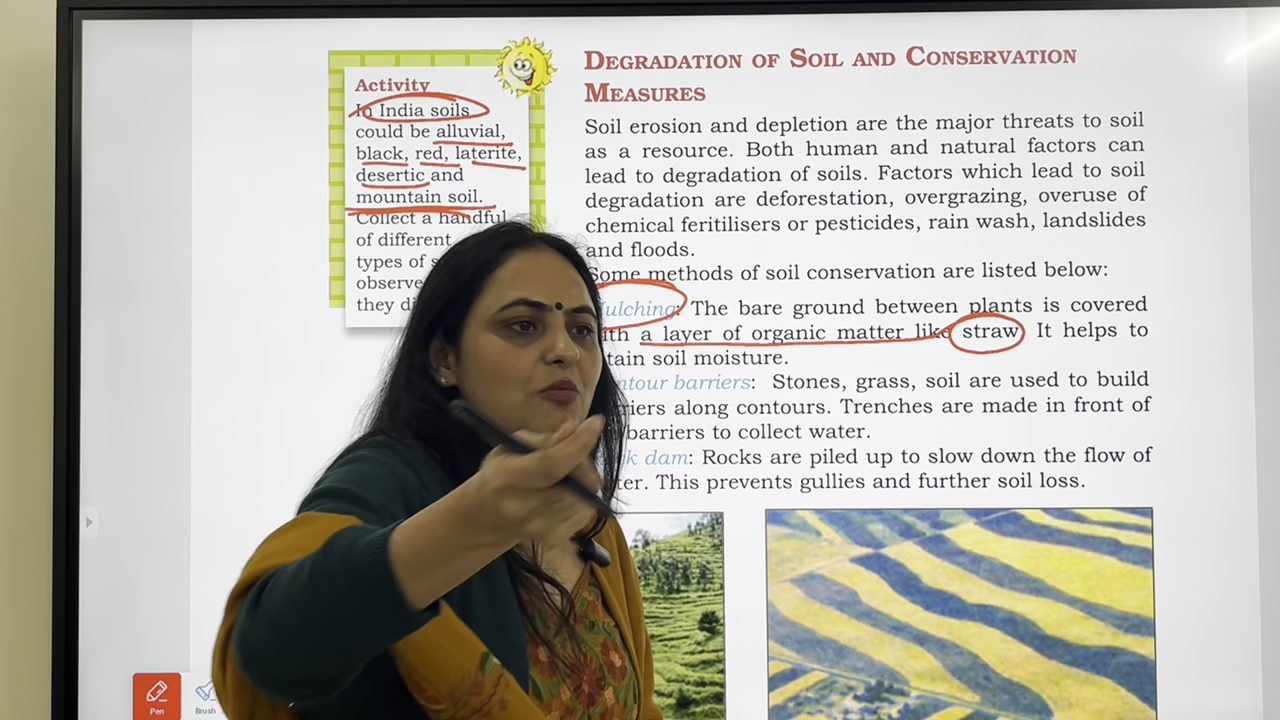 Activity
In India soils
could be alluvial,
black, red, laterite,
desertic and
mountain soil.
Collect a handful
of different
types of
observe
they
DEGRADATION OF SOIL AND CONSERVATION
MEASURES
Soil erosion and depletion are the major threats to soil
as a resource. Both human and natural factors can
lead to degradation of soils. Factors which lead to soil
degradation are deforestation, overgrazing, overuse of
chemical feritilisers or pesticides, rain wash, landslides
and floods.
Some methods of soil conservation are listed below:
The bare ground between plants is covered
a layer of organic matter like straw. It helps to
soil moisture.
barriers: Stones, grass, soil are used to build
along contours. Trenches are made in front of
barriers to collect water.
dam: Rocks are piled up to slow down the flow of
This prevents gullies and further soil loss.
Pen
Brush